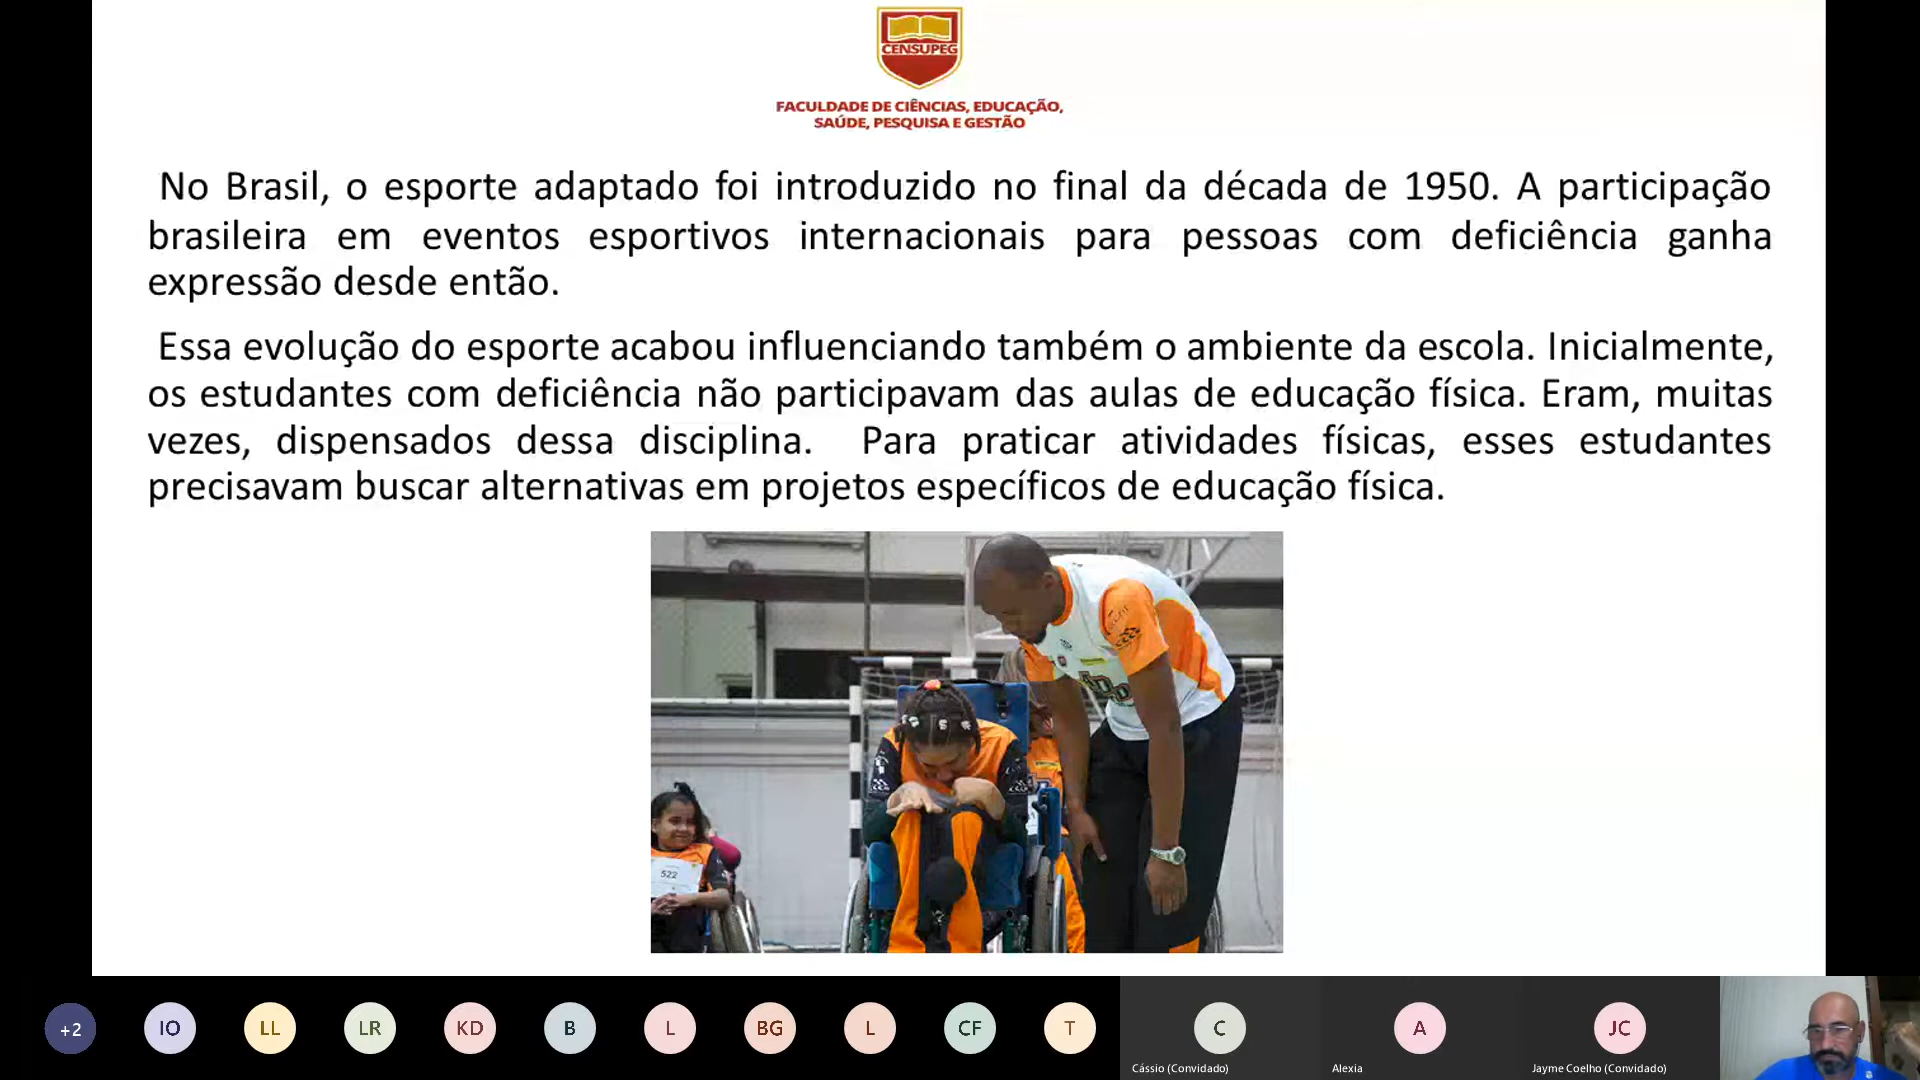 CENSUPEG
FACULDADE DE CIÊNCIAS, EDUCAÇÃO,
SAÚDE, PESQUISA E GESTÃO
No Brasil, o esporte adaptado foi introduzido no final da década de 1950. A participação
brasileira em eventos esportivos internacionais para pessoas com deficiência ganha
expressão desde então.
Essa evolução do esporte acabou influenciando também o ambiente da escola. Inicialmente,
os estudantes com deficiência não participavam das aulas de educação física. Eram, muitas
vezes, dispensados dessa disciplina. Para praticar atividades físicas, esses estudantes
precisavam buscar alternativas em projetos específicos de educação física.
522
+2 IO LL LR KD B L BG L CF T C A JC
Cássio (Convidado) Alexia Jayme Coelho (Convidado)